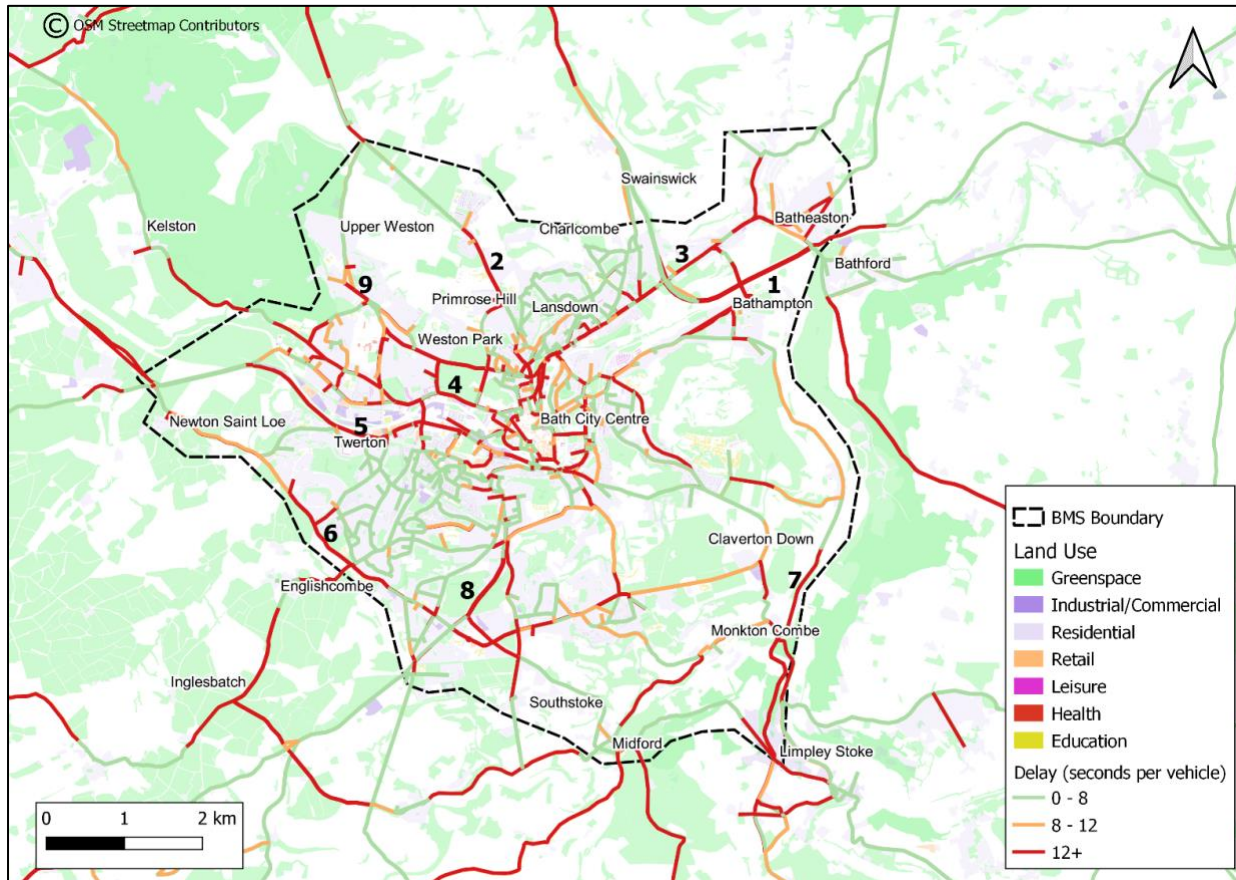 © OSM Streetmap Contributors
Swainswick
Batheaston
Kelston
Upper Weston
Charlcombe
2
3
Bathford
9
Primrose Hill
Lansdown
1
Bathampton
Weston Park
4
Newton Saint Loe
5
Bath City Centre
Twerton
6
Claverton Down
7
Englishcombe
8
Monkton Combe
Inglesbatch
Southstoke
Midford
Limpley Stoke
BMS Boundary
Land Use
Greenspace
Industrial/Commercial
Residential
Retail
Leisure
Health
Education
Delay (seconds per vehicle)
0 - 8
8 - 12
12+
0 1 2 km